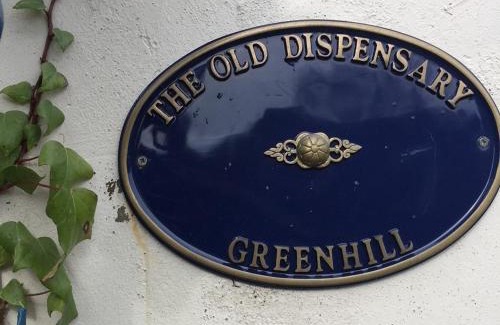 THE OLD DISPENSARY
GREENHILL